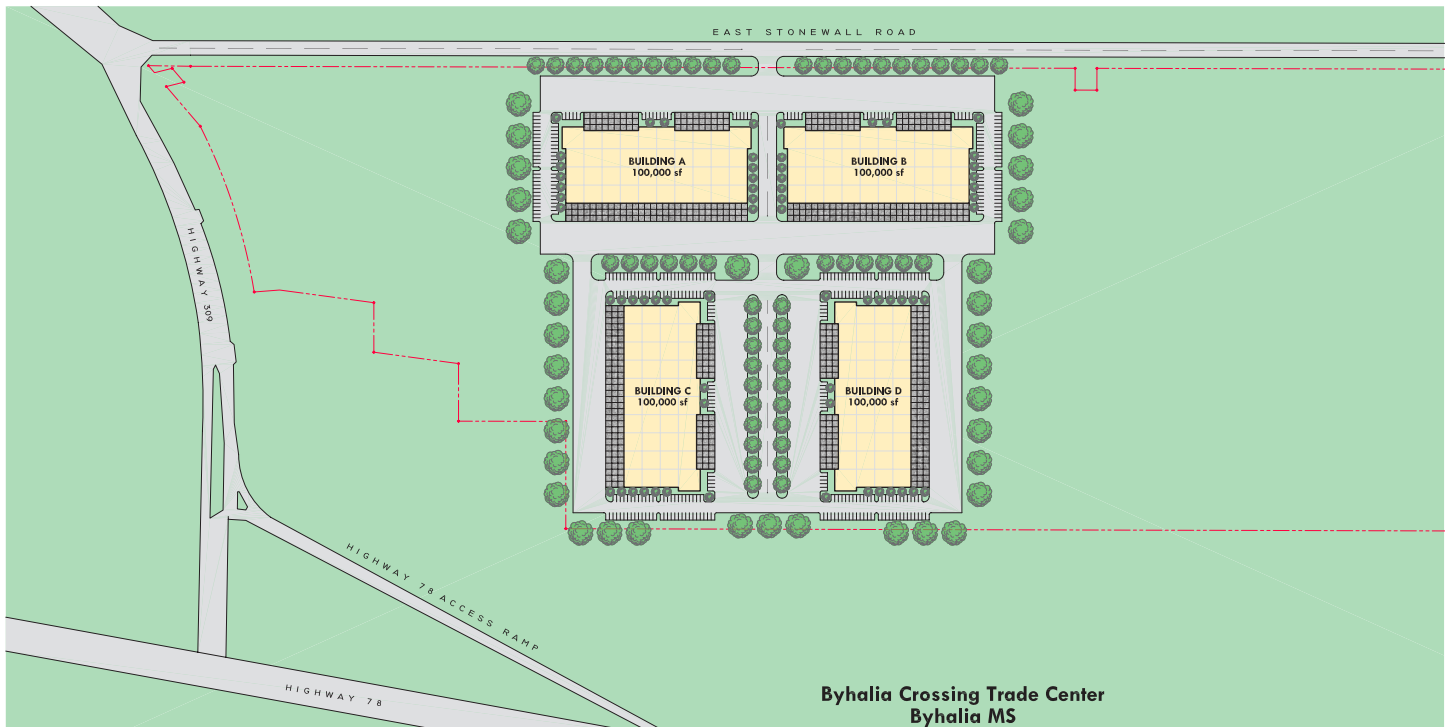 EAST STONEWALL ROAD
BUILDING A
100,000 sf
BUILDING B
100,000 sf
HIGHWAY 309
BUILDING C
100,000 sf
BUILDING D
100,000 sf
HIGHWAY 78 ACCESS RAMP
HIGHWAY 78
Byhalia Crossing Trade Center
Byhalia MS